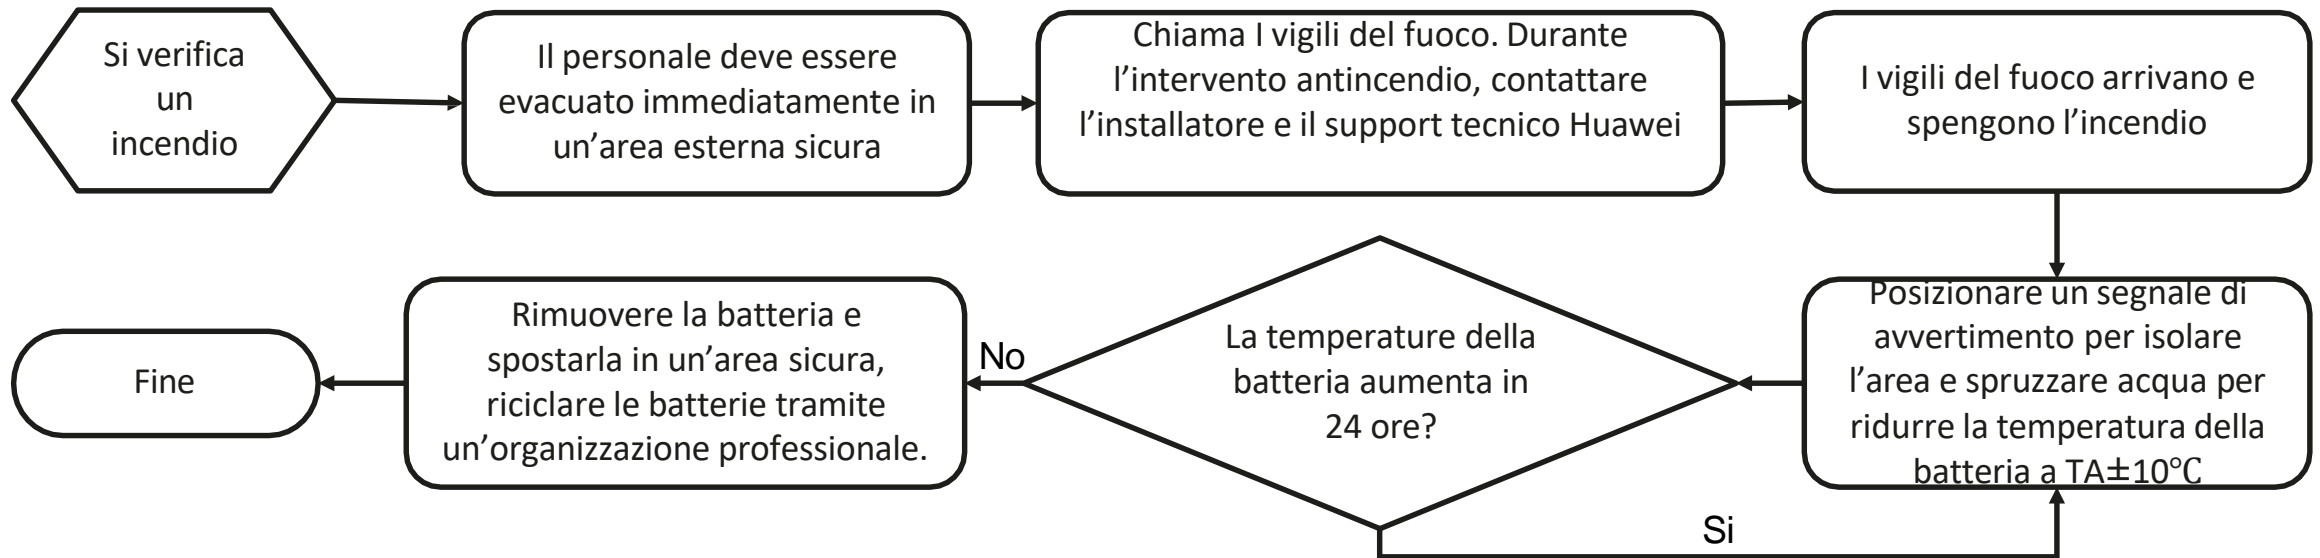 Si verifica
un
incendio
Il personale deve essere
evacuato immediatamente in
un’area esterna sicura
Chiama I vigili del fuoco. Durante
l’intervento antincendio, contattare
l’installatore e il support tecnico Huawei
I vigili del fuoco arrivano e
spengono l’incendio
Posizionare un segnale di
avvertimento per isolare
l’area e spruzzare acqua per
ridurre la temperatura della
batteria a TA±10℃
La temperature della
batteria aumenta in
24 ore?
Si
No
Rimuovere la batteria e
spostarla in un’area sicura,
riciclare le batterie tramite
un’organizzazione professionale.
Fine